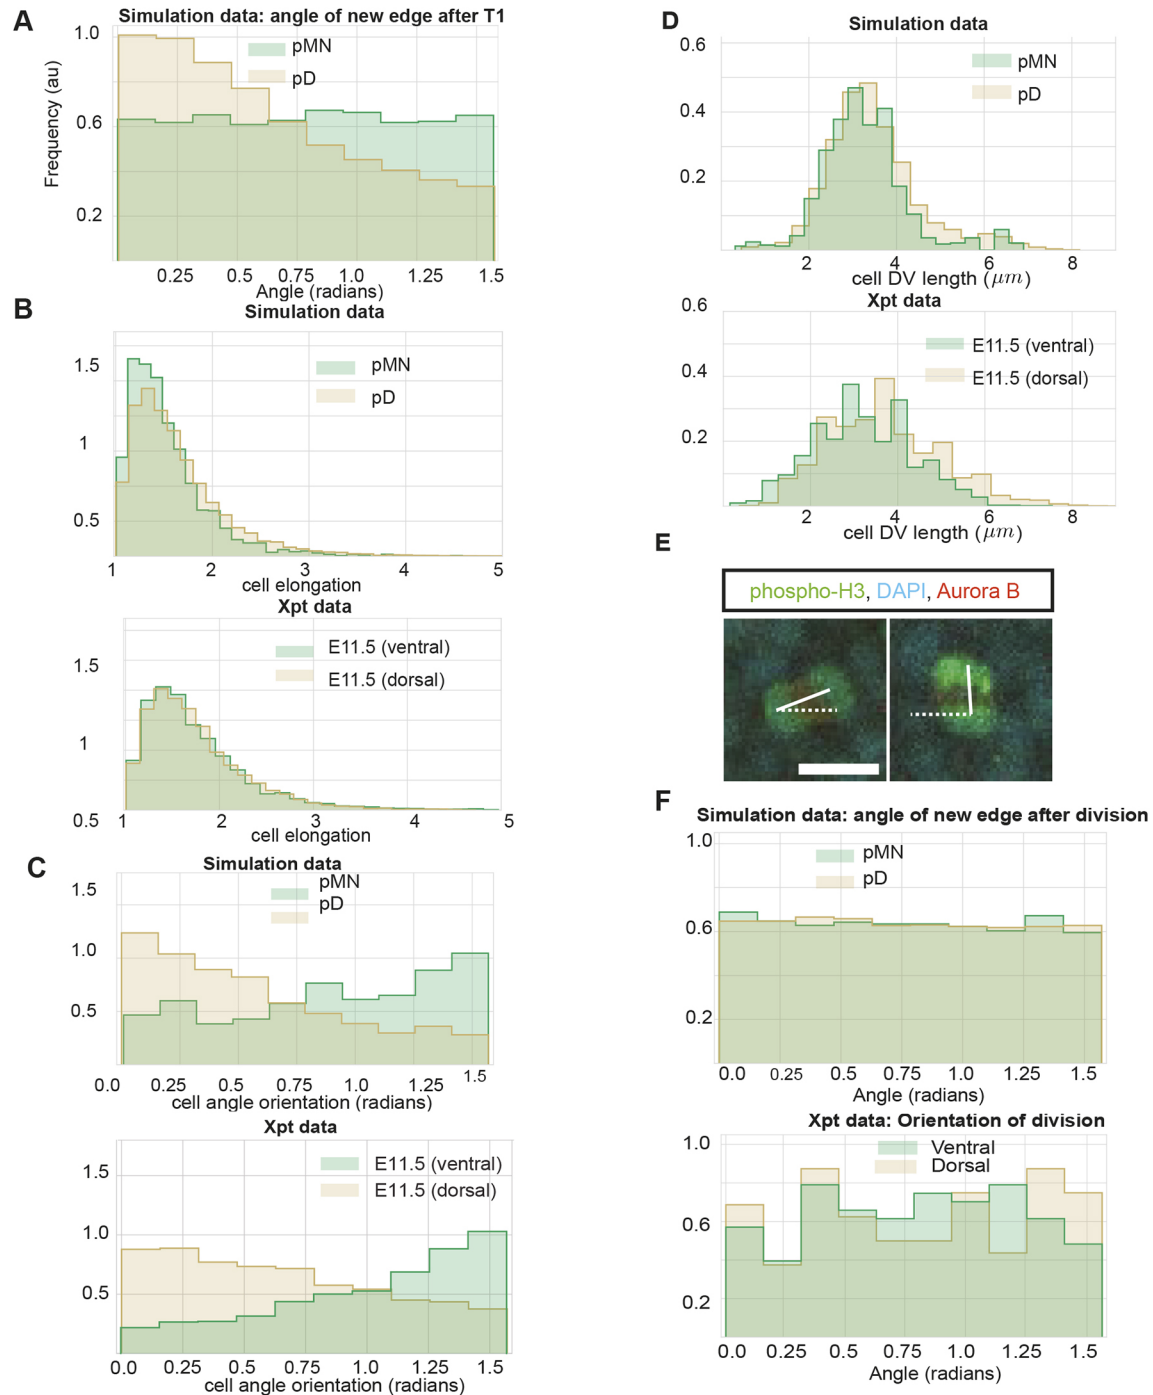 A
Simulation data: angle of new edge after T1
1.0
0.6
0.2
Frequency (au)
pMN
pD
0.25 0.5 0.75 1.0 1.25 1.5
Angle (radians)
B
Simulation data
1.5
1
0.5
pMN
pD
1 2 3 4 5
cell elongation
Xpt data
1.5
1
0.5
E11.5 (ventral)
E11.5 (dorsal)
1 2 3 4 5
cell elongation
C
Simulation data
1.5
1.0
0.5
pMN
pD
0.0 0.25 0.5 0.75 1.0 1.25 1.5
cell angle orientation (radians)
Xpt data
1.5
1.0
0.5
E11.5 (ventral)
E11.5 (dorsal)
0.0 0.25 0.5 0.75 1.0 1.25 1.5
cell angle orientation (radians)
D
Simulation data
0.6
0.4
0.2
pMN
pD
2 4 6 8
cell DV length (μm)
Xpt data
0.6
0.4
0.2
E11.5 (ventral)
E11.5 (dorsal)
2 4 6 8
cell DV length (μm)
E
phospho-H3, DAPI, Aurora B
F
Simulation data: angle of new edge after division
1.0
0.6
0.2
pMN
pD
0.0 0.25 0.5 0.75 1.0 1.25 1.5
Angle (radians)
Xpt data: Orientation of division
1.0
0.6
0.2
Ventral
Dorsal
0.0 0.25 0.5 0.75 1.0 1.25 1.5
Angle (radians)